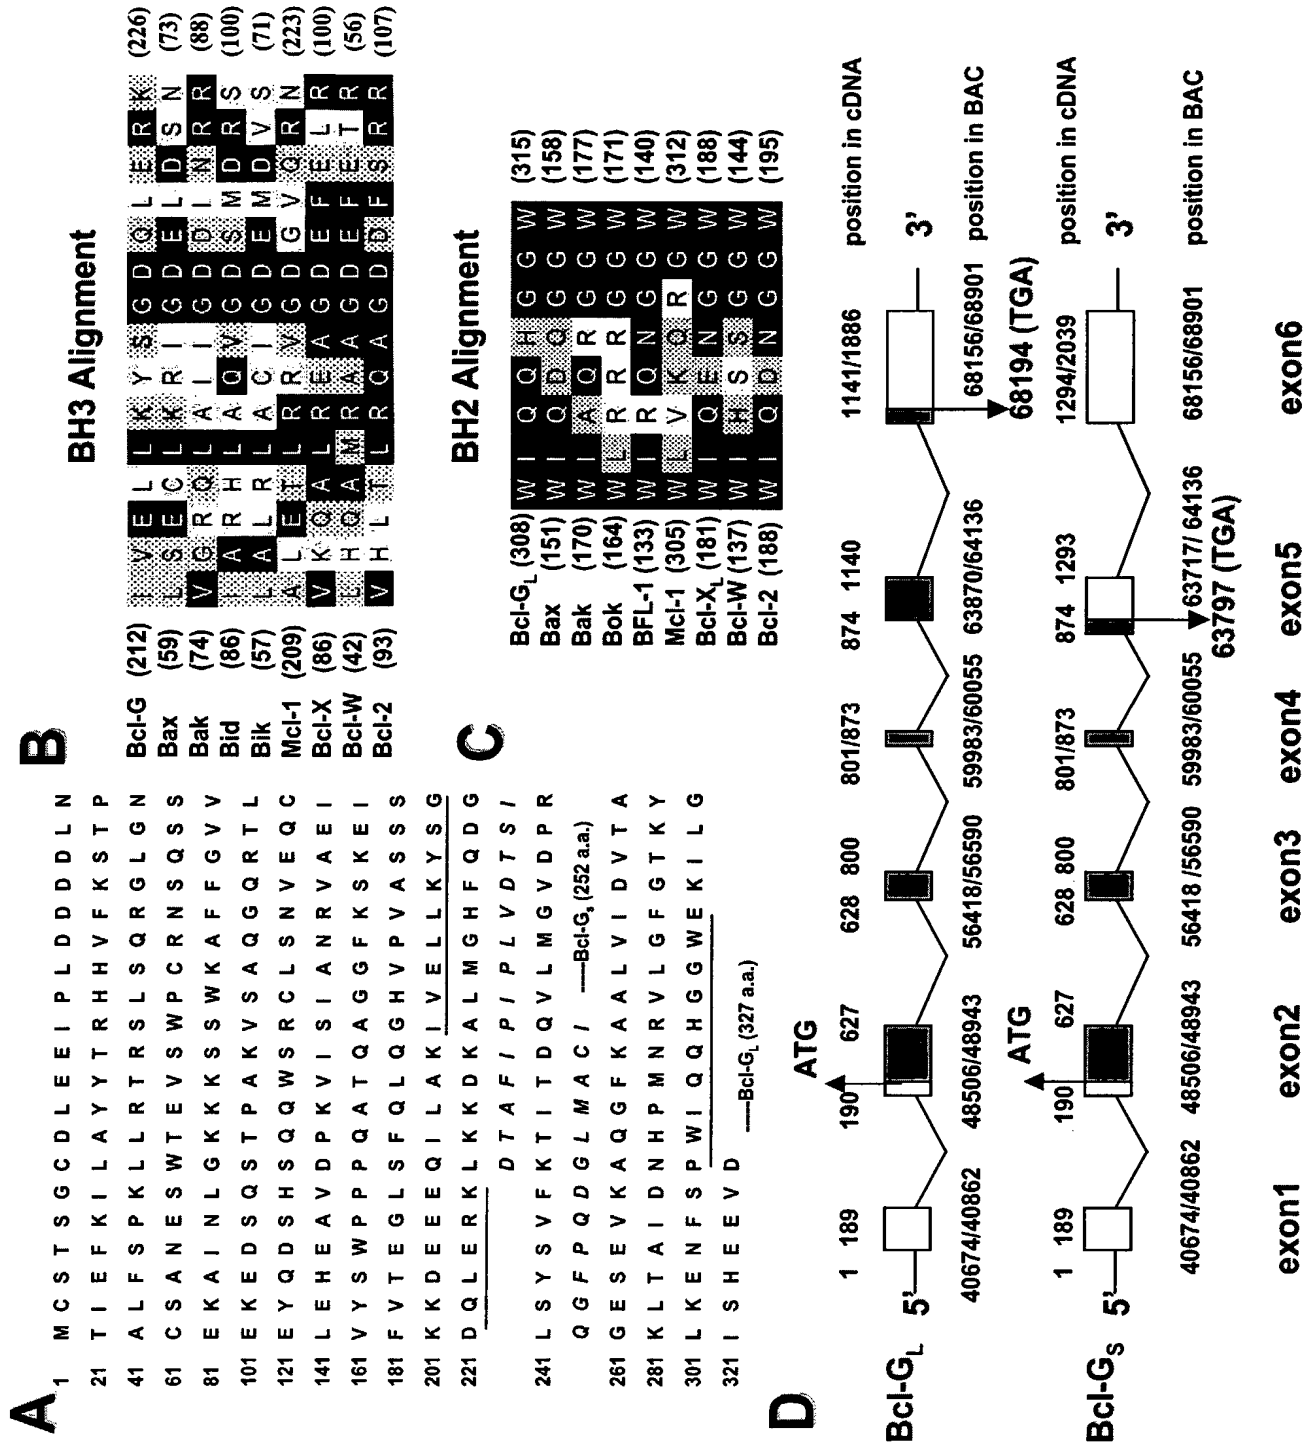 A
1 M C S T S G C D L E E I P L D D D D L N
21 T I E F K I L A Y Y T R H H V F K S T P
41 A L F S P K L L R T R S L S Q R G L G N
61 C S A N E S W T E V S W P C R N S Q S S
81 E K A I N L G K K K S S W K A F F G V V
101 E K E D S Q S T P A K V S A Q G Q R T L
121 E Y Q D S H S Q Q W S R C L S N V E Q C
141 L E H E A V D P K V I S I A N R V A E I
161 V Y S W P P P Q A T Q A G G F K S K E I
181 F V T E G L S F Q L Q G H V P V A S S S
201 K K D E E E Q I L A K I V E L L K Y S G
221 D Q L E R K L K K D K A L M G H F Q D G
D T A F I P I P L V D T S I
241 L S Y S V F K T I T D Q V L M G V D P R
Q G F P Q D G L M A C I ----Bcl-Gs (252 a.a.)
261 G E S E V K A Q G F K A A L V I D V T A
281 K L T A I D N H P M N R V L G F G T K Y
301 L K E N F S P W I Q Q H G G W E K I L G
321 I S H E E V D ----Bcl-GL (327 a.a.)
B
BH3 Alignment
Bcl-G (212) I V E L L K Y S G D Q L E R K (226)
Bax (59) L S E C L K R I G D E L D S N (73)
Bak (74) V G R Q L A I I G D D I N R R (88)
Bid (86) I A R H L A Q V G D S M D R S (100)
Bik (57) L A L R L A C I G D E M D V S (71)
Mcl-1 (209) A L E T L R R V G D G V Q R N (223)
Bcl-X (86) V K Q A L R E A G D E F E L R (100)
Bcl-W (42) L H Q A M R A A G D E F E T R (56)
Bcl-2 (93) V H L T L R Q A G D D F S R R (107)
C
BH2 Alignment
Bcl-GL (308) W I Q Q H G G W (315)
Bax (151) W I Q D Q G G W (158)
Bak (170) W I A Q R G G W (177)
Bok (164) W L R R R G G W (171)
BFL-1 (133) W I R Q N G G W (140)
Mcl-1 (305) W L V K Q R G W (312)
Bcl-XL (181) W I Q E N G G W (188)
Bcl-W (137) W I H S S G G W (144)
Bcl-2 (188) W I Q D N G G W (195)
D
ATG
1 189 190 627 628 800 801/873 874 1140 1141/1886 position in cDNA
Bcl-GL 5' 3'
40674/40862 48506/48943 56418/56590 59983/60055 63870/64136 68156/68901 position in BAC
68194 (TGA)
ATG
1 189 190 627 628 800 801/873 874 1293 1294/2039 position in cDNA
Bcl-GS 5' 3'
40674/40862 48506/48943 56418 /56590 59983/60055 63717/ 64136 68156/68901 position in BAC
63797 (TGA)
exon1 exon2 exon3 exon4 exon5 exon6